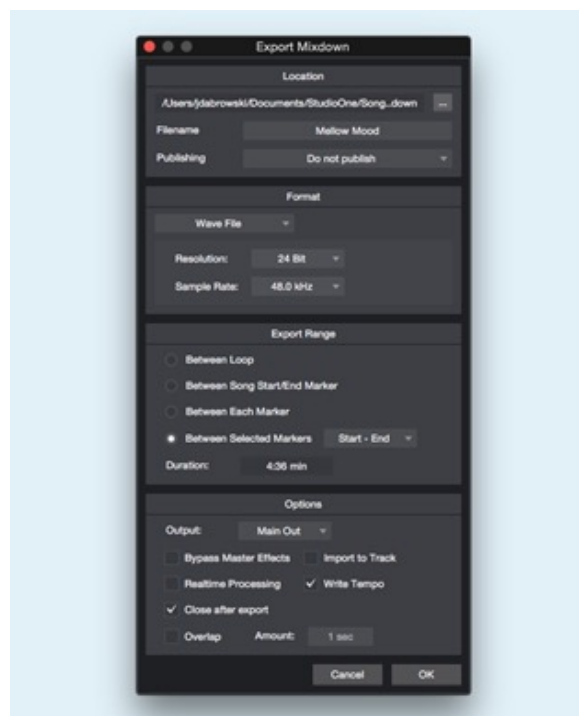 Export Mixdown
Location
/Users/jdabrowski/Documents/StudioOne/Song..down ...
Filename Mellow Mood
Publishing Do not publish
Format
Wave File
Resolution: 24 Bit
Sample Rate: 48.0 kHz
Export Range
Between Loop
Between Song Start/End Marker
Between Each Marker
Between Selected Markers Start - End
Duration: 4:36 min
Options
Output: Main Out
Bypass Master Effects Import to Track
Realtime Processing Write Tempo
Close after export
Overlap Amount: 1 sec
Cancel OK